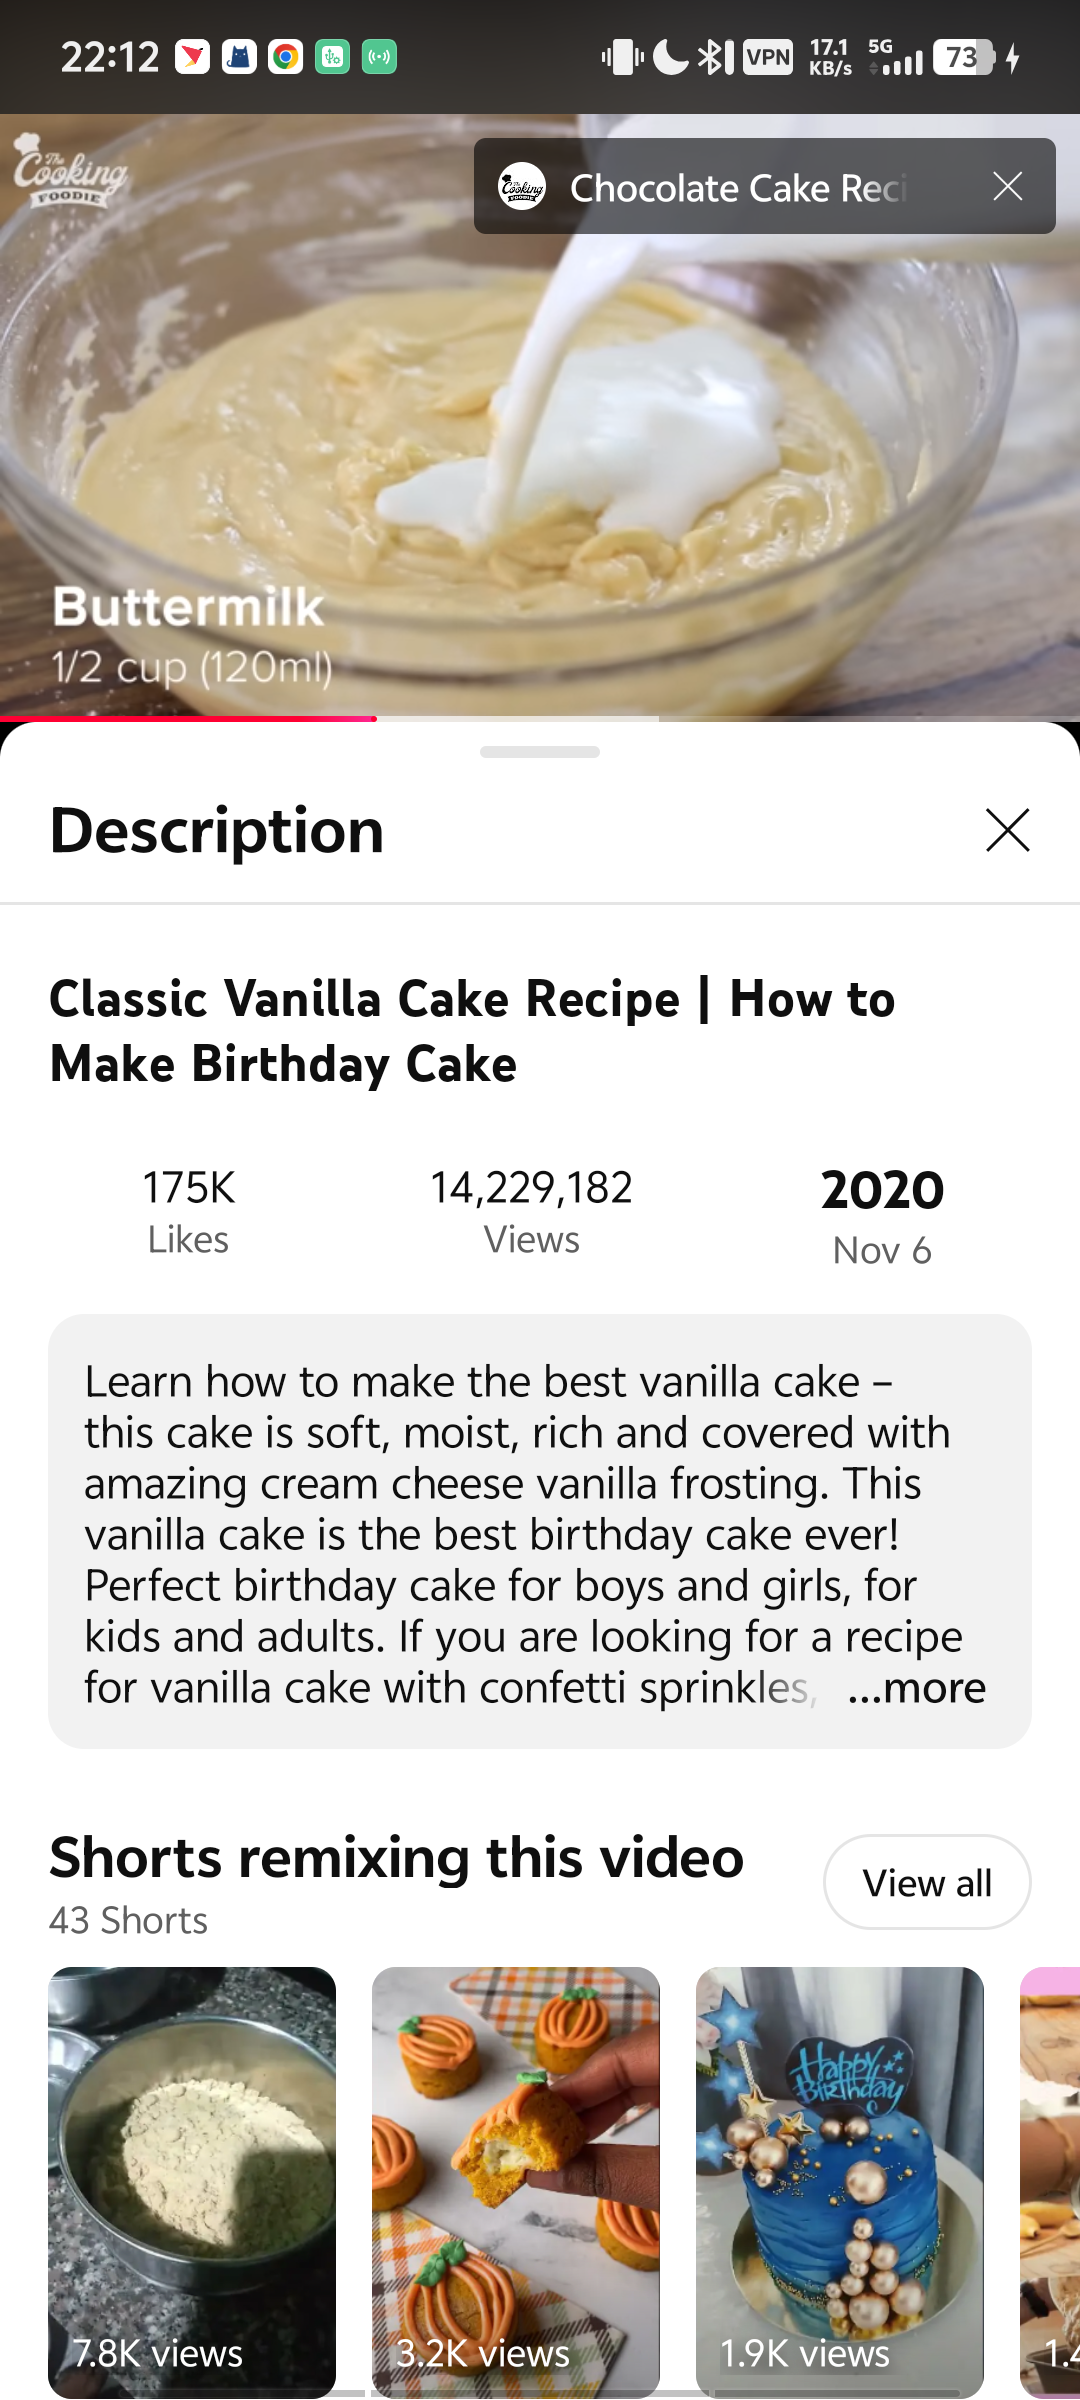 22:12
VPN
17.1
KB/s
5G
73
The
Cooking
FOODIE
Chocolate Cake Reci
Buttermilk
1/2 cup (120ml)
Description
Classic Vanilla Cake Recipe | How to
Make Birthday Cake
175K
Likes
14,229,182
Views
2020
Nov 6
Learn how to make the best vanilla cake –
this cake is soft, moist, rich and covered with
amazing cream cheese vanilla frosting. This
vanilla cake is the best birthday cake ever!
Perfect birthday cake for boys and girls, for
kids and adults. If you are looking for a recipe
for vanilla cake with confetti sprinkles, ...more
Shorts remixing this video
43 Shorts
View all
Happy
Birthday
7.8K views
3.2K views
1.9K views
1.4